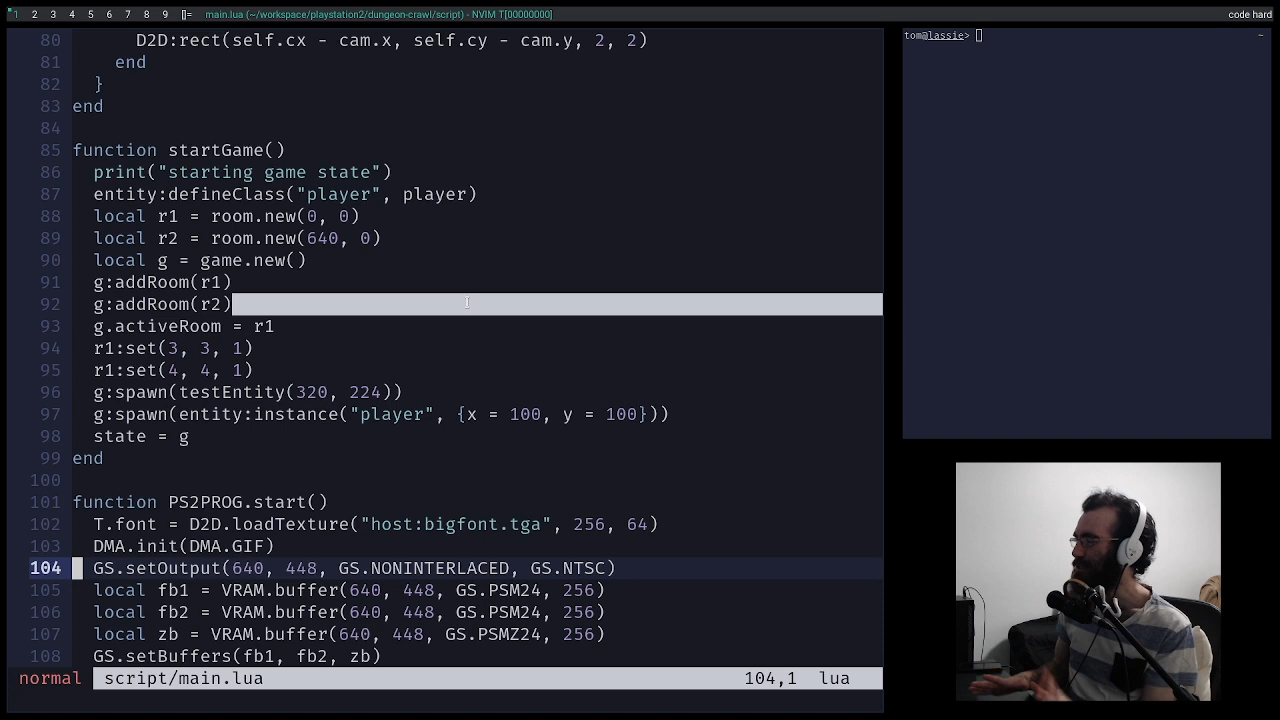 1 2 3 4 5 6 7 8 9 []= main.lua (~/workspace/playstation2/dungeon-crawl/script) - NVIM T[00000000] code hard
80 D2D:rect(self.cx - cam.x, self.cy - cam.y, 2, 2)
81 end
82 }
83 end
84
85 function startGame()
86 print("starting game state")
87 entity:defineClass("player", player)
88 local r1 = room.new(0, 0)
89 local r2 = room.new(640, 0)
90 local g = game.new()
91 g:addRoom(r1)
92 g:addRoom(r2)
93 g.activeRoom = r1
94 r1:set(3, 3, 1)
95 r1:set(4, 4, 1)
96 g:spawn(testEntity(320, 224))
97 g:spawn(entity:instance("player", {x = 100, y = 100}))
98 state = g
99 end
100
101 function PS2PROG.start()
102 T.font = D2D.loadTexture("host:bigfont.tga", 256, 64)
103 DMA.init(DMA.GIF)
104 GS.setOutput(640, 448, GS.NONINTERLACED, GS.NTSC)
105 local fb1 = VRAM.buffer(640, 448, GS.PSM24, 256)
106 local fb2 = VRAM.buffer(640, 448, GS.PSM24, 256)
107 local zb = VRAM.buffer(640, 448, GS.PSMZ24, 256)
108 GS.setBuffers(fb1, fb2, zb)
normal script/main.lua 104,1 lua
tom@lassie> ~